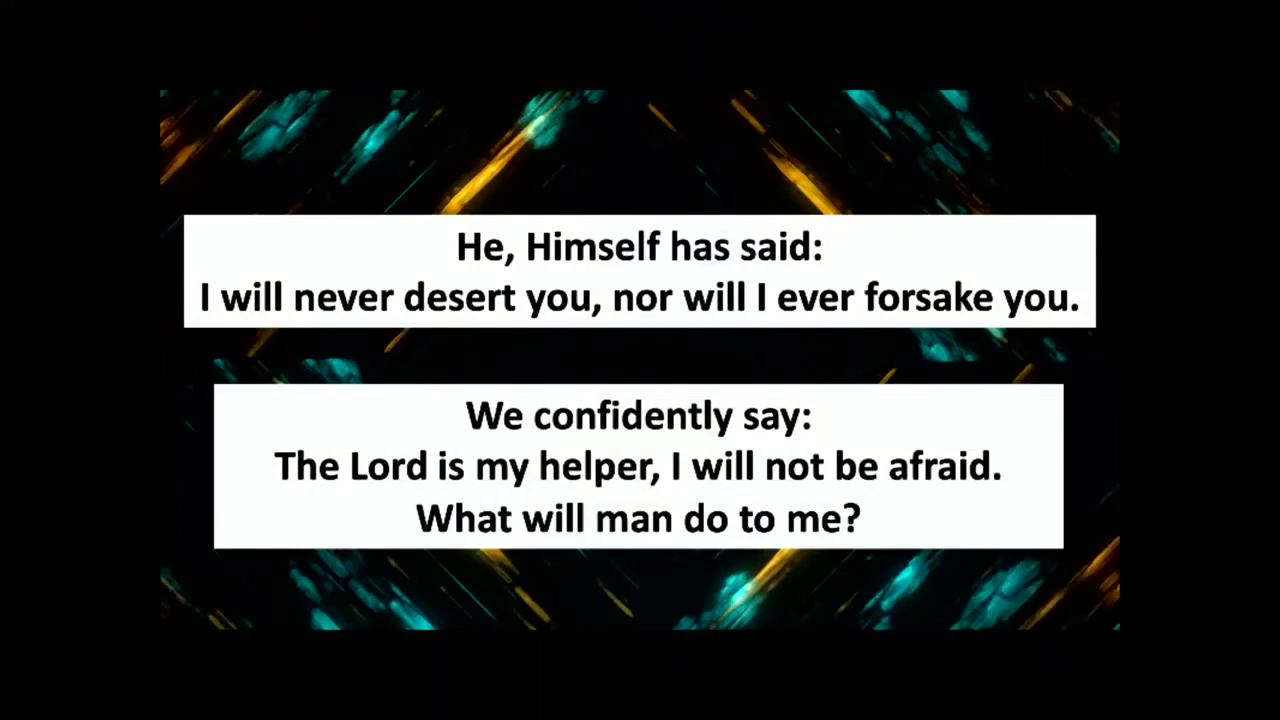 He, Himself has said:
I will never desert you, nor will I ever forsake you.
We confidently say:
The Lord is my helper, I will not be afraid.
What will man do to me?